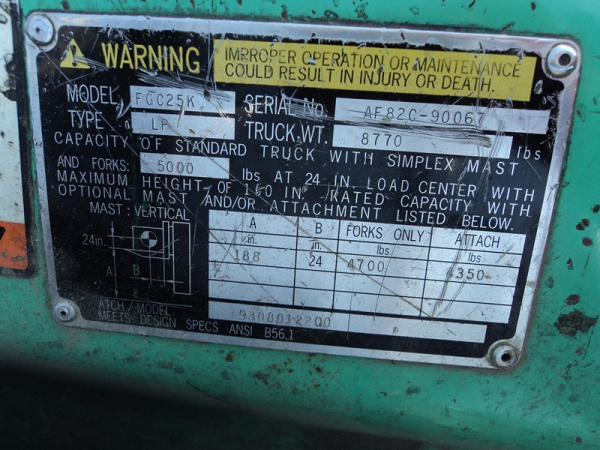 WARNING
IMPROPER OPERATION OR MAINTENANCE
COULD RESULT IN INJURY OR DEATH.
MODEL FGC25K SERIAL No. AF82C-90067
TYPE LP TRUCK WT. 8770 lbs
CAPACITY OF STANDARD TRUCK WITH SIMPLEX MAST
AND FORKS: 5000 lbs AT 24 IN. LOAD CENTER WITH
MAXIMUM HEIGHT OF 140 IN. RATED CAPACITY WITH
OPTIONAL MAST AND/OR ATTACHMENT LISTED BELOW.
MAST: VERTICAL
A B FORKS ONLY ATTACH
in. in. lbs lbs
188 24 4700 4350
24in.
A
B
ATCH/MODEL 9308012200
MEETS DESIGN SPECS ANSI B56.1